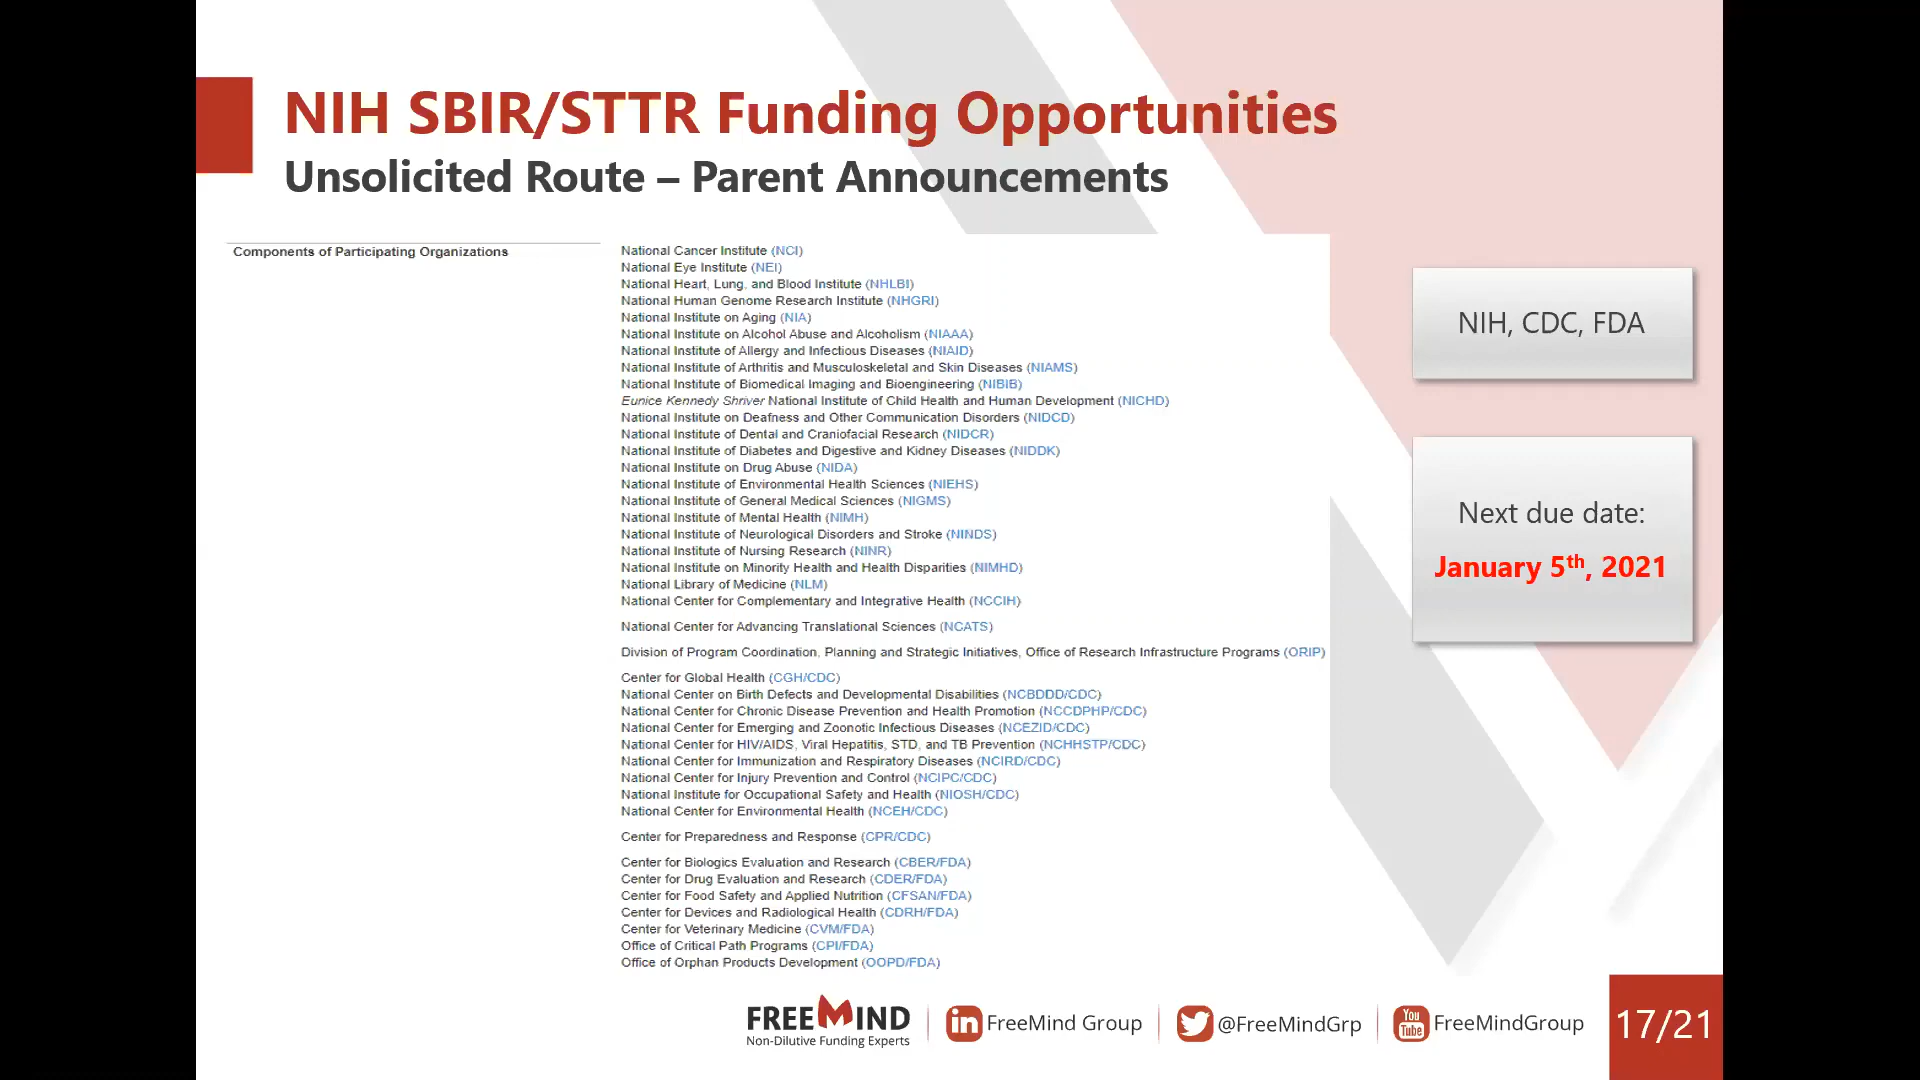 NIH SBIR/STTR Funding Opportunities
Unsolicited Route – Parent Announcements
Components of Participating Organizations
National Cancer Institute (NCI)
National Eye Institute (NEI)
National Heart, Lung, and Blood Institute (NHLBI)
National Human Genome Research Institute (NHGRI)
National Institute on Aging (NIA)
National Institute on Alcohol Abuse and Alcoholism (NIAAA)
National Institute of Allergy and Infectious Diseases (NIAID)
National Institute of Arthritis and Musculoskeletal and Skin Diseases (NIAMS)
National Institute of Biomedical Imaging and Bioengineering (NIBIB)
Eunice Kennedy Shriver National Institute of Child Health and Human Development (NICHD)
National Institute on Deafness and Other Communication Disorders (NIDCD)
National Institute of Dental and Craniofacial Research (NIDCR)
National Institute of Diabetes and Digestive and Kidney Diseases (NIDDK)
National Institute on Drug Abuse (NIDA)
National Institute of Environmental Health Sciences (NIEHS)
National Institute of General Medical Sciences (NIGMS)
National Institute of Mental Health (NIMH)
National Institute of Neurological Disorders and Stroke (NINDS)
National Institute of Nursing Research (NINR)
National Institute on Minority Health and Health Disparities (NIMHD)
National Library of Medicine (NLM)
National Center for Complementary and Integrative Health (NCCIH)
National Center for Advancing Translational Sciences (NCATS)
Division of Program Coordination, Planning and Strategic Initiatives, Office of Research Infrastructure Programs (ORIP)
Center for Global Health (CGH/CDC)
National Center on Birth Defects and Developmental Disabilities (NCBDDD/CDC)
National Center for Chronic Disease Prevention and Health Promotion (NCCDPHP/CDC)
National Center for Emerging and Zoonotic Infectious Diseases (NCEZID/CDC)
National Center for HIV/AIDS, Viral Hepatitis, STD, and TB Prevention (NCHHSTP/CDC)
National Center for Immunization and Respiratory Diseases (NCIRD/CDC)
National Center for Injury Prevention and Control (NCIPC/CDC)
National Institute for Occupational Safety and Health (NIOSH/CDC)
National Center for Environmental Health (NCEH/CDC)
Center for Preparedness and Response (CPR/CDC)
Center for Biologics Evaluation and Research (CBER/FDA)
Center for Drug Evaluation and Research (CDER/FDA)
Center for Food Safety and Applied Nutrition (CFSAN/FDA)
Center for Devices and Radiological Health (CDRH/FDA)
Center for Veterinary Medicine (CVM/FDA)
Office of Critical Path Programs (CPI/FDA)
Office of Orphan Products Development (OOPD/FDA)
NIH, CDC, FDA
Next due date:
January 5th, 2021
FREEMIND
Non-Dilutive Funding Experts
in FreeMind Group
@FreeMindGrp
You Tube FreeMindGroup
17/21